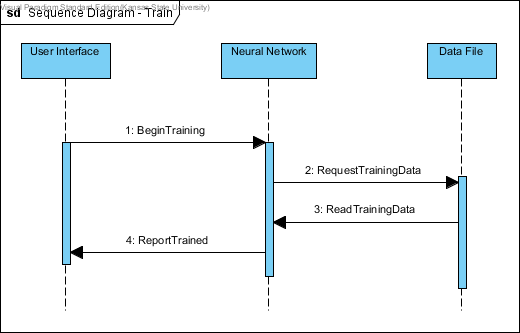 Visual Paradigm Standard Edition(Kansas State University)
sd Sequence Diagram - Train
User Interface
Neural Network
Data File
1: BeginTraining
2: RequestTrainingData
3: ReadTrainingData
4: ReportTrained